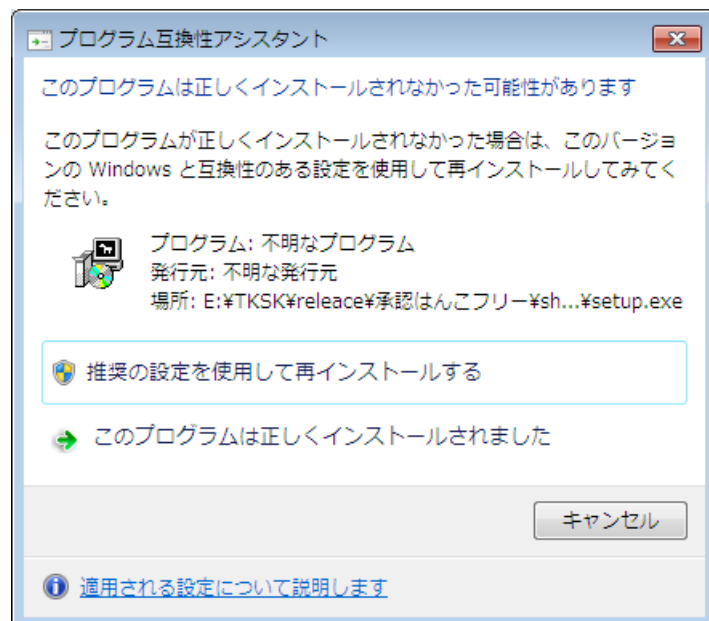 プログラム互換性アシスタント
このプログラムは正しくインストールされなかった可能性があります
このプログラムが正しくインストールされなかった場合は、このバージョ
ンの Windows と互換性のある設定を使用して再インストールしてみてく
ださい。
プログラム: 不明なプログラム
発行元: 不明な発行元
場所: E:¥TKSK¥releace¥承認はんこフリー¥sh...¥setup.exe
推奨の設定を使用して再インストールする
このプログラムは正しくインストールされました
キャンセル
適用される設定について説明します